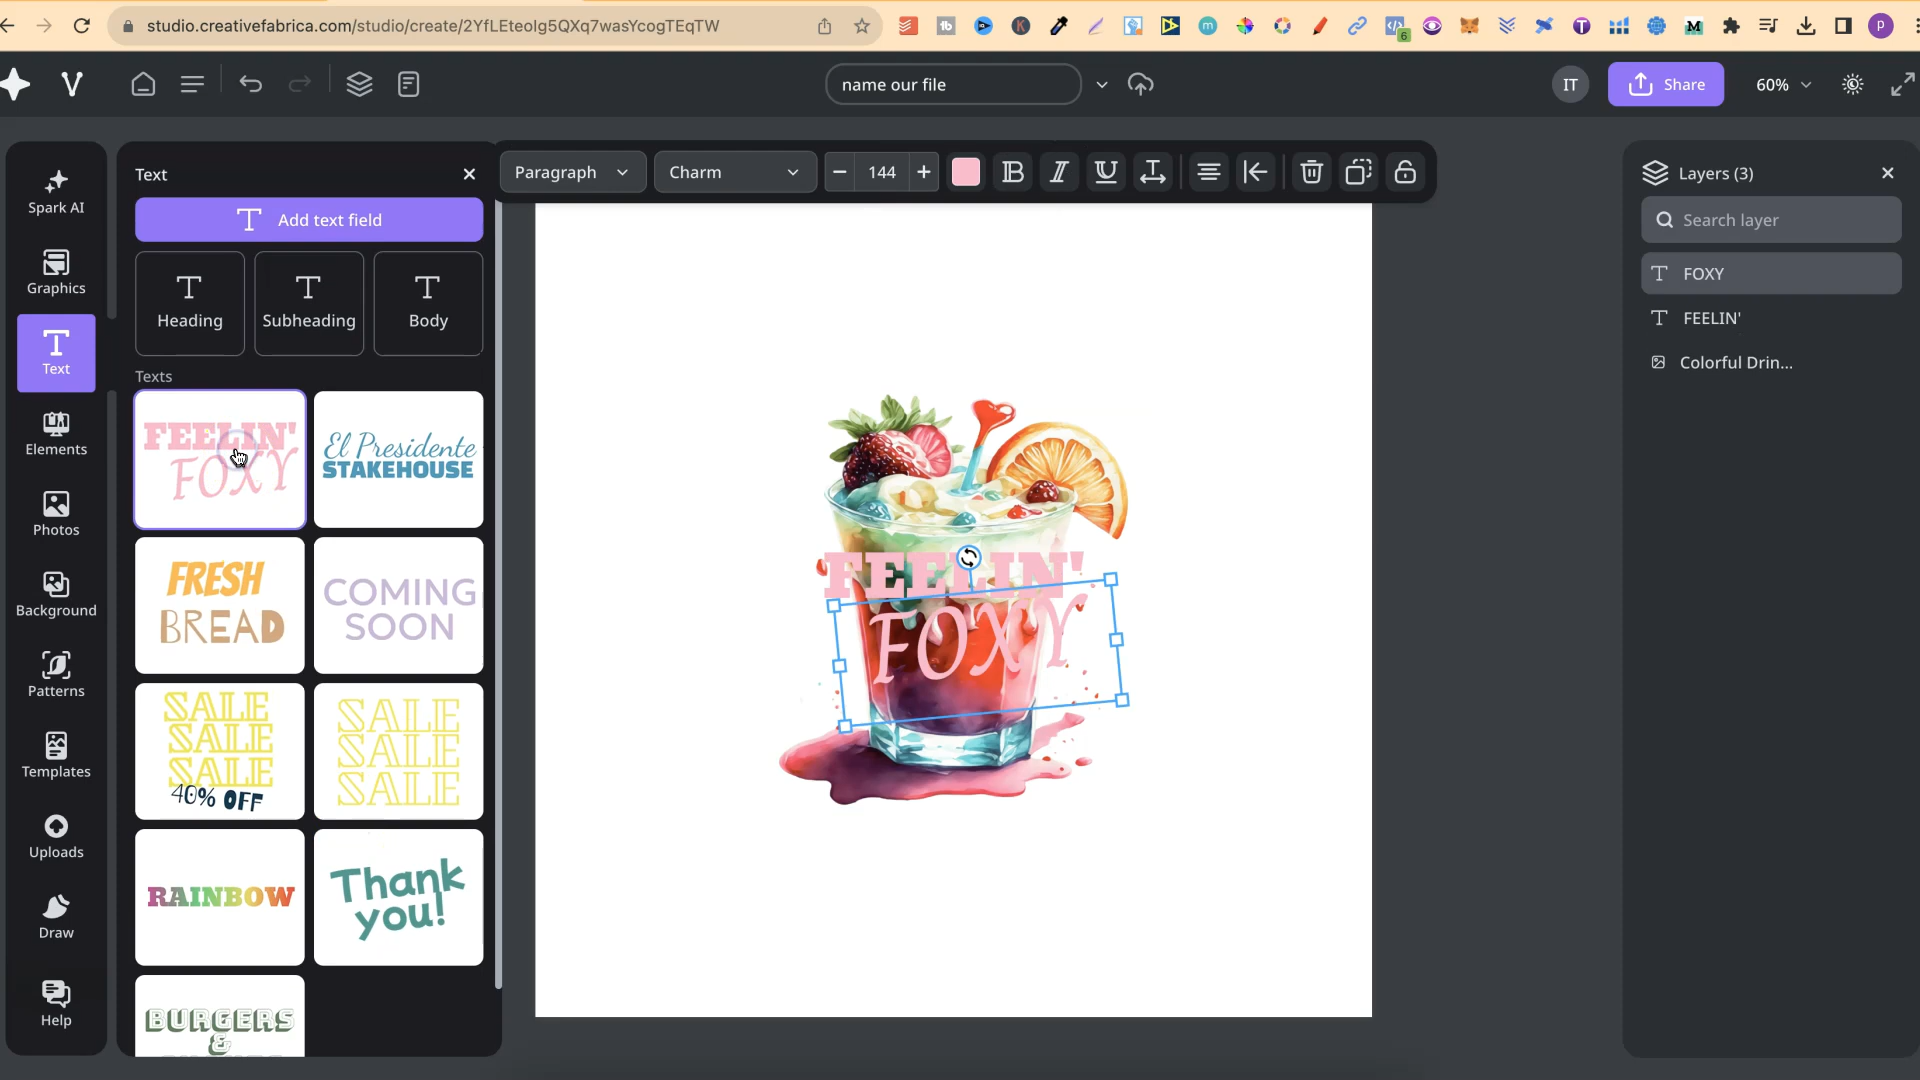 studio.creativefabrica.com/studio/create/2YfLEteoIg5QXq7wasYcogTEqTW
6
P
name our file
IT
Share
60%
Spark AI
Graphics
Text
Elements
Photos
Background
Patterns
Templates
Uploads
Draw
Help
Text
Add text field
Heading
Subheading
Body
Texts
FEELIN'
FOXY
El Presidente
STAKEHOUSE
FRESH
BREAD
COMING
SOON
SALE
SALE
SALE
40% OFF
SALE
SALE
SALE
RAINBOW
Thank
you!
BURGERS
&
Paragraph
Charm
144
B
I
U
FEELIN'
FOXY
Layers (3)
Search layer
FOXY
FEELIN'
Colorful Drin...